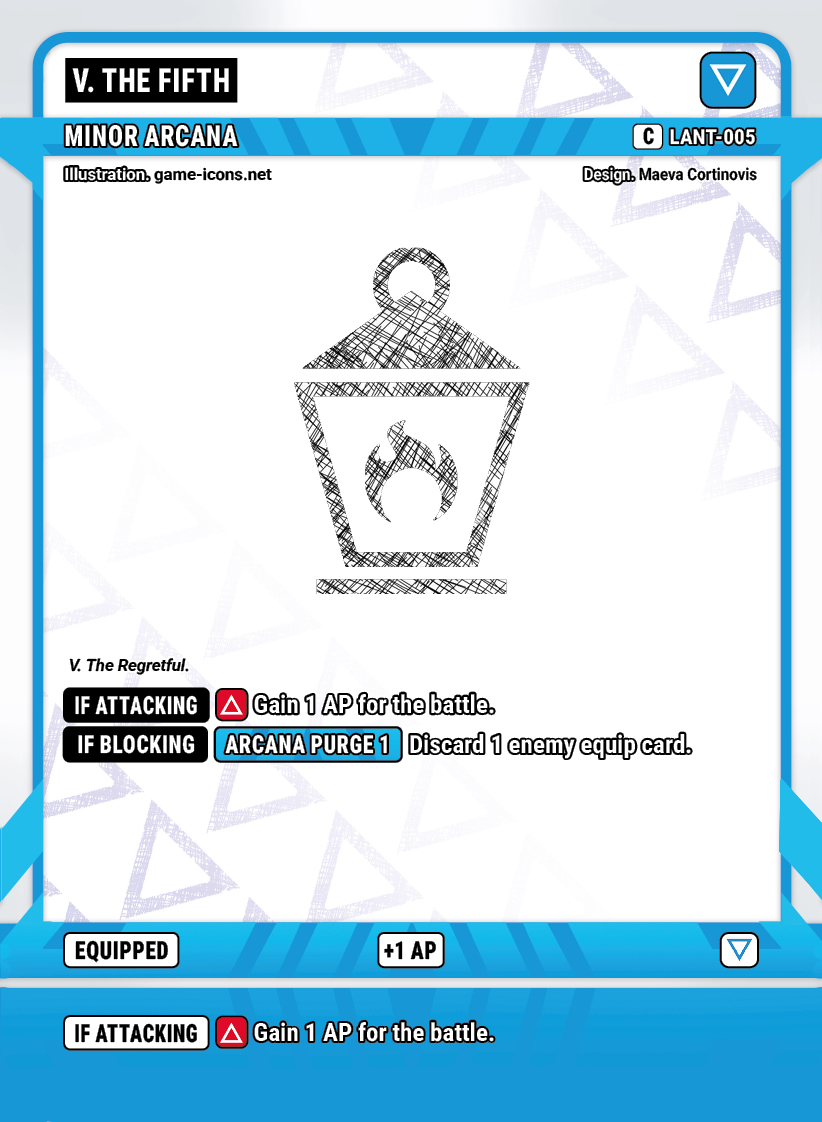 V. THE FIFTH
MINOR ARCANA
C LANT-005
Illustration. game-icons.net
Design. Maeva Cortinovis
V. The Regretful.
IF ATTACKING Gain 1 AP for the battle.
IF BLOCKING ARCANA PURGE 1 Discard 1 enemy equip card.
EQUIPPED
+1 AP
IF ATTACKING Gain 1 AP for the battle.